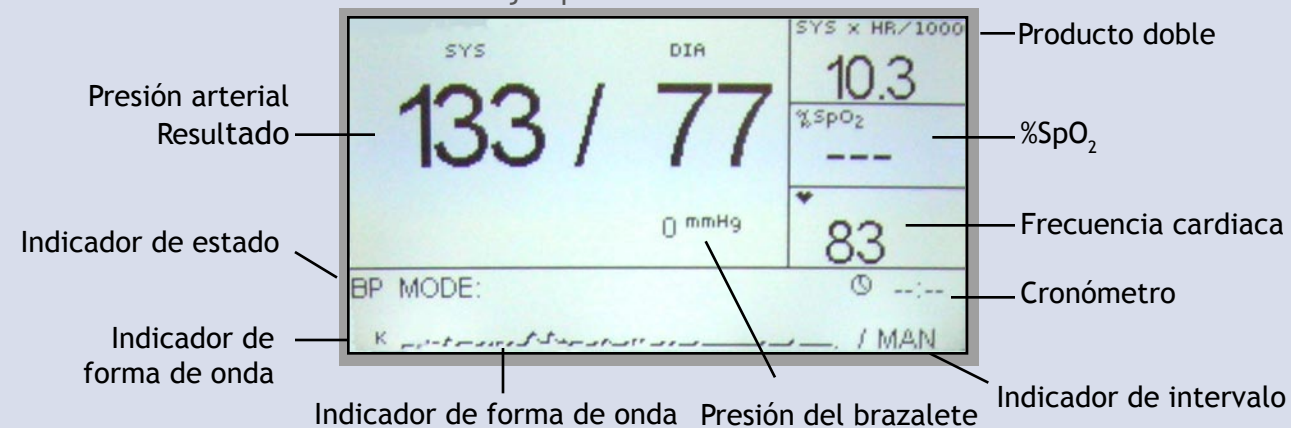 SYS x HR/1000
Producto doble
SYS
DIA
10.3
Presión arterial
Resultado
133 / 77
%SpO2
---
%SpO2
0 mmHg
83
Frecuencia cardiaca
Indicador de estado
BP MODE:
--:--
Cronómetro
Indicador de
forma de onda
K
/ MAN
Indicador de intervalo
Indicador de forma de onda
Presión del brazalete